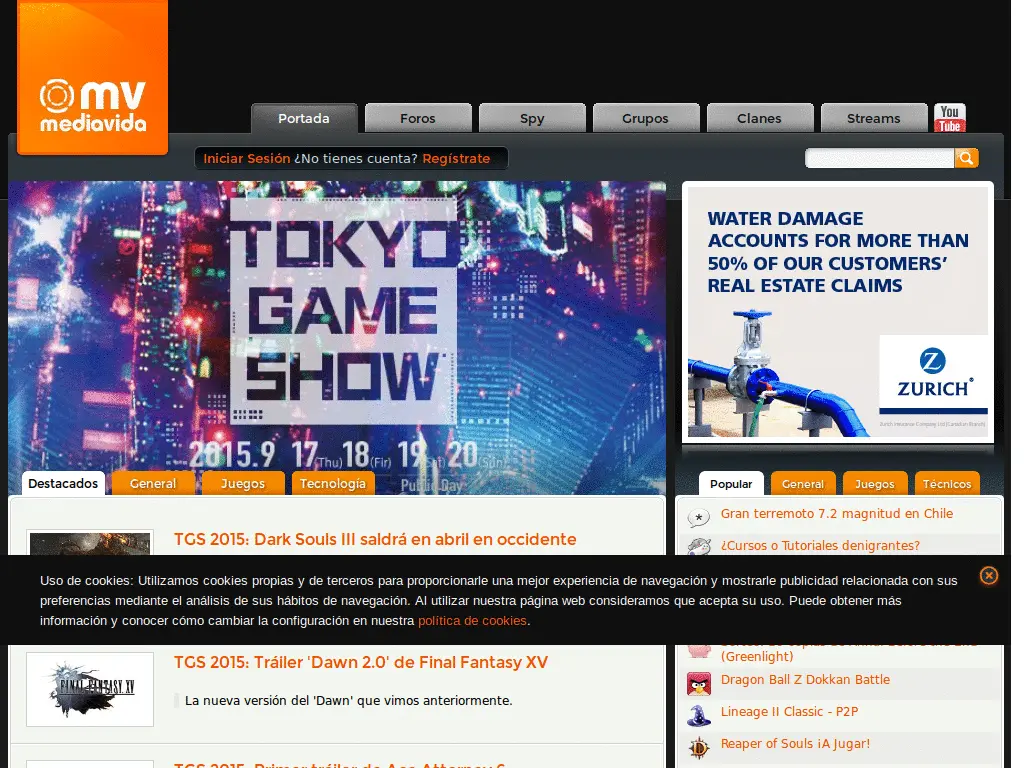 mv
mediavida
Portada
Foros
Spy
Grupos
Clanes
Streams
You
Tube
Iniciar Sesión ¿No tienes cuenta? Regístrate
TOKYO
GAME
SHOW
2015.9 17(Thu) 18(Fir) 19(Sat) 20(Sun)
Public Day
WATER DAMAGE
ACCOUNTS FOR MORE THAN
50% OF OUR CUSTOMERS'
REAL ESTATE CLAIMS
Z
ZURICH®
Zurich Insurance Company Ltd (Canadian Branch)
Destacados
General
Juegos
Tecnología
Popular
General
Juegos
Técnicos
TGS 2015: Dark Souls III saldrá en abril en occidente
Gran terremoto 7.2 magnitud en Chile
¿Cursos o Tutoriales denigrantes?
Uso de cookies: Utilizamos cookies propias y de terceros para proporcionarle una mejor experiencia de navegación y mostrarle publicidad relacionada con sus
preferencias mediante el análisis de sus hábitos de navegación. Al utilizar nuestra página web consideramos que acepta su uso. Puede obtener más
información y conocer cómo cambiar la configuración en nuestra política de cookies.
FINAL FANTASY XV
TGS 2015: Tráiler 'Dawn 2.0' de Final Fantasy XV
La nueva versión del 'Dawn' que vimos anteriormente.
(Greenlight)
Dragon Ball Z Dokkan Battle
Lineage II Classic - P2P
Reaper of Souls ¡A Jugar!
TGS 2015: Primer tráiler de Ace Attorney 6